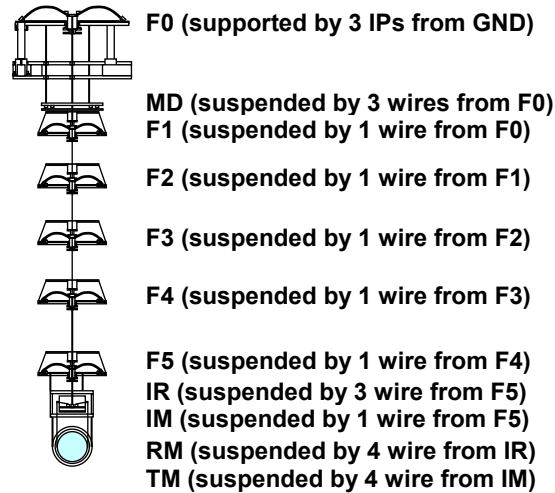 F0 (supported by 3 IPs from GND)
MD (suspended by 3 wires from F0)
F1 (suspended by 1 wire from F0)
F2 (suspended by 1 wire from F1)
F3 (suspended by 1 wire from F2)
F4 (suspended by 1 wire from F3)
F5 (suspended by 1 wire from F4)
IR (suspended by 3 wire from F5)
IM (suspended by 1 wire from F5)
RM (suspended by 4 wire from IR)
TM (suspended by 4 wire from IM)